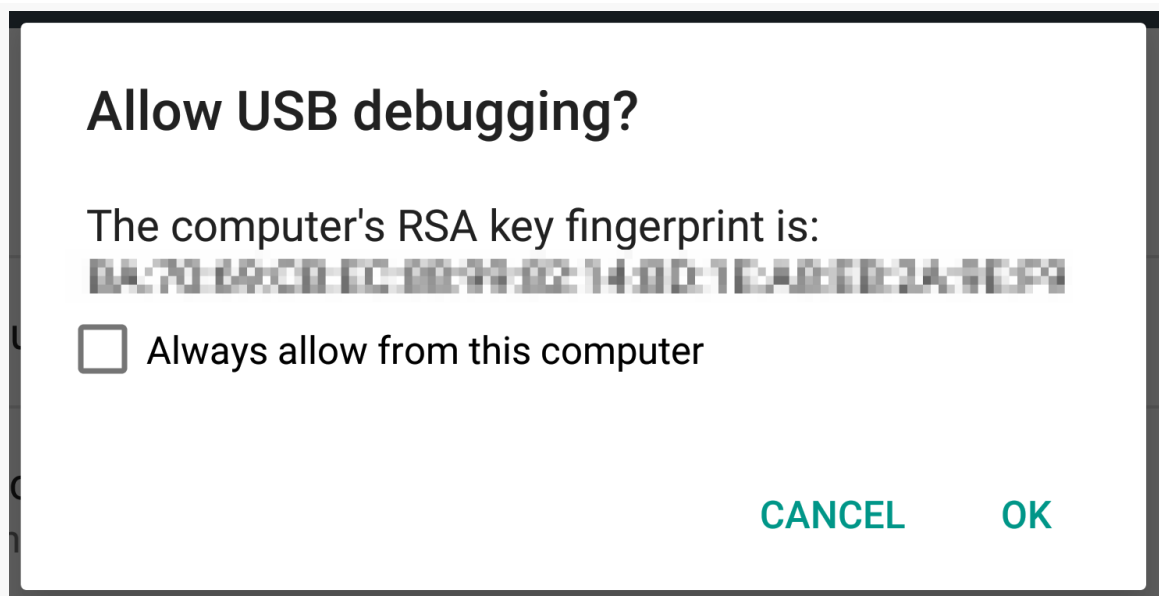 Allow USB debugging?
The computer's RSA key fingerprint is:
Always allow from this computer
CANCEL OK